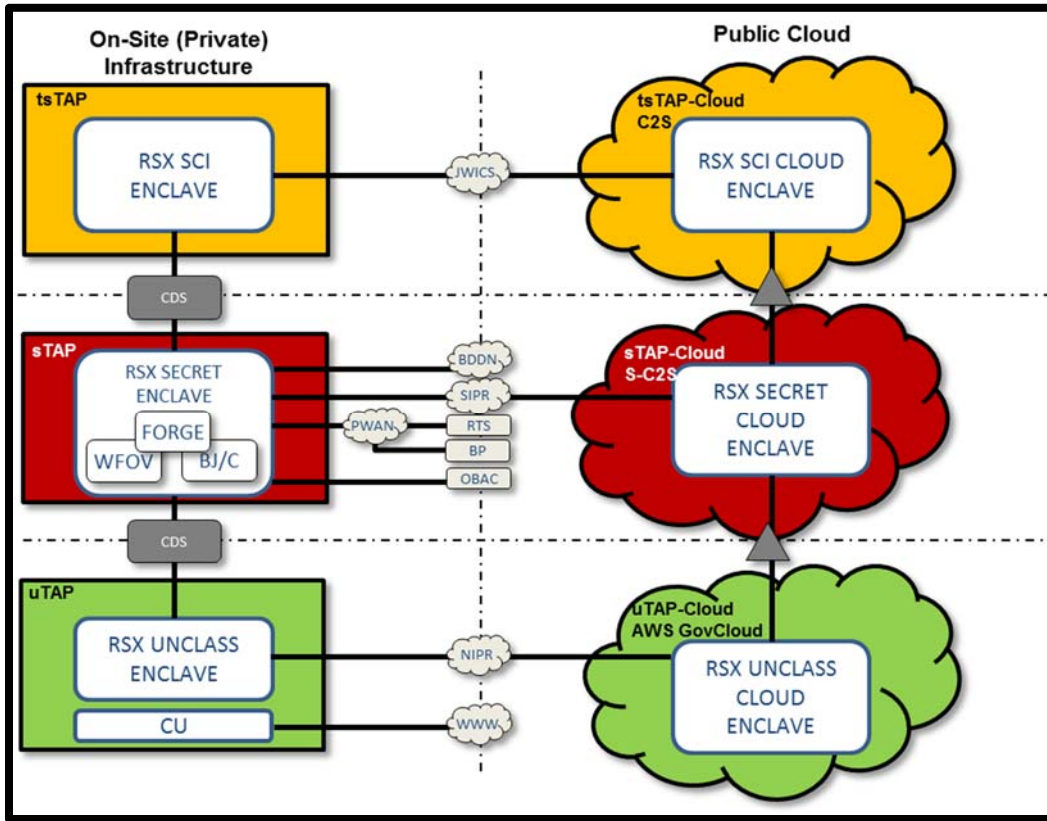 On-Site (Private)
Infrastructure
Public Cloud
tsTAP
RSX SCI
ENCLAVE
JWICS
tsTAP-Cloud
C2S
RSX SCI CLOUD
ENCLAVE
CDS
sTAP
RSX SECRET
ENCLAVE
FORGE
WFOV
BJ/C
BDDN
SIPR
PWAN
RTS
BP
OBAC
sTAP-Cloud
S-C2S
RSX SECRET
CLOUD
ENCLAVE
CDS
uTAP
RSX UNCLASS
ENCLAVE
CU
NIPR
WWW
uTAP-Cloud
AWS GovCloud
RSX UNCLASS
CLOUD
ENCLAVE